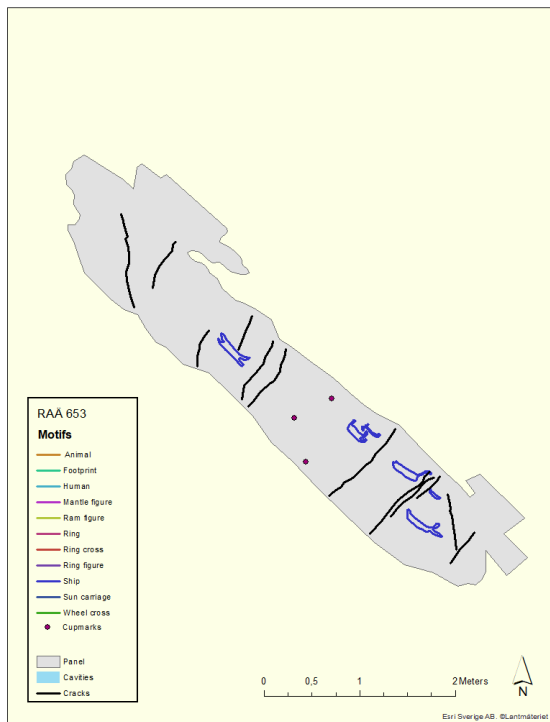 RAÄ 653
Motifs
Animal
Footprint
Human
Mantle figure
Ram figure
Ring
Ring cross
Ring figure
Ship
Sun carriage
Wheel cross
Cupmarks
Panel
Cavities
Cracks
0 0,5 1 2 Meters
N
Esri Sverige AB. ©Lantmäteriet